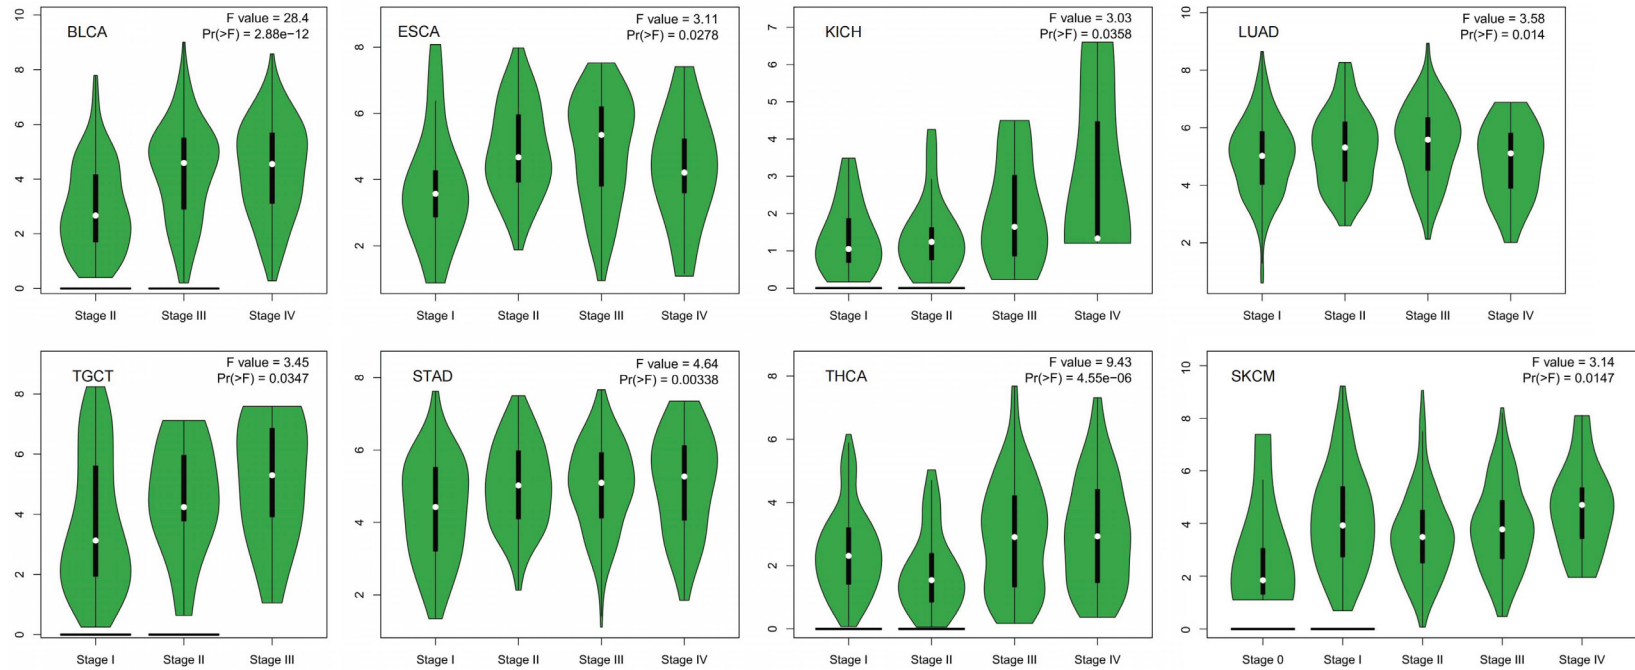 BLCA
F value = 28.4
Pr(>F) = 2.88e−12
10
8
6
4
2
0
Stage II Stage III Stage IV
ESCA
F value = 3.11
Pr(>F) = 0.0278
8
6
4
2
Stage I Stage II Stage III Stage IV
KICH
F value = 3.03
Pr(>F) = 0.0358
7
6
5
4
3
2
1
0
Stage I Stage II Stage III Stage IV
LUAD
F value = 3.58
Pr(>F) = 0.014
10
8
6
4
2
Stage I Stage II Stage III Stage IV
TGCT
F value = 3.45
Pr(>F) = 0.0347
8
6
4
2
0
Stage I Stage II Stage III
STAD
F value = 4.64
Pr(>F) = 0.00338
8
6
4
2
Stage I Stage II Stage III Stage IV
THCA
F value = 9.43
Pr(>F) = 4.55e−06
8
6
4
2
0
Stage I Stage II Stage III Stage IV
SKCM
F value = 3.14
Pr(>F) = 0.0147
10
8
6
4
2
0
Stage 0 Stage I Stage II Stage III Stage IV